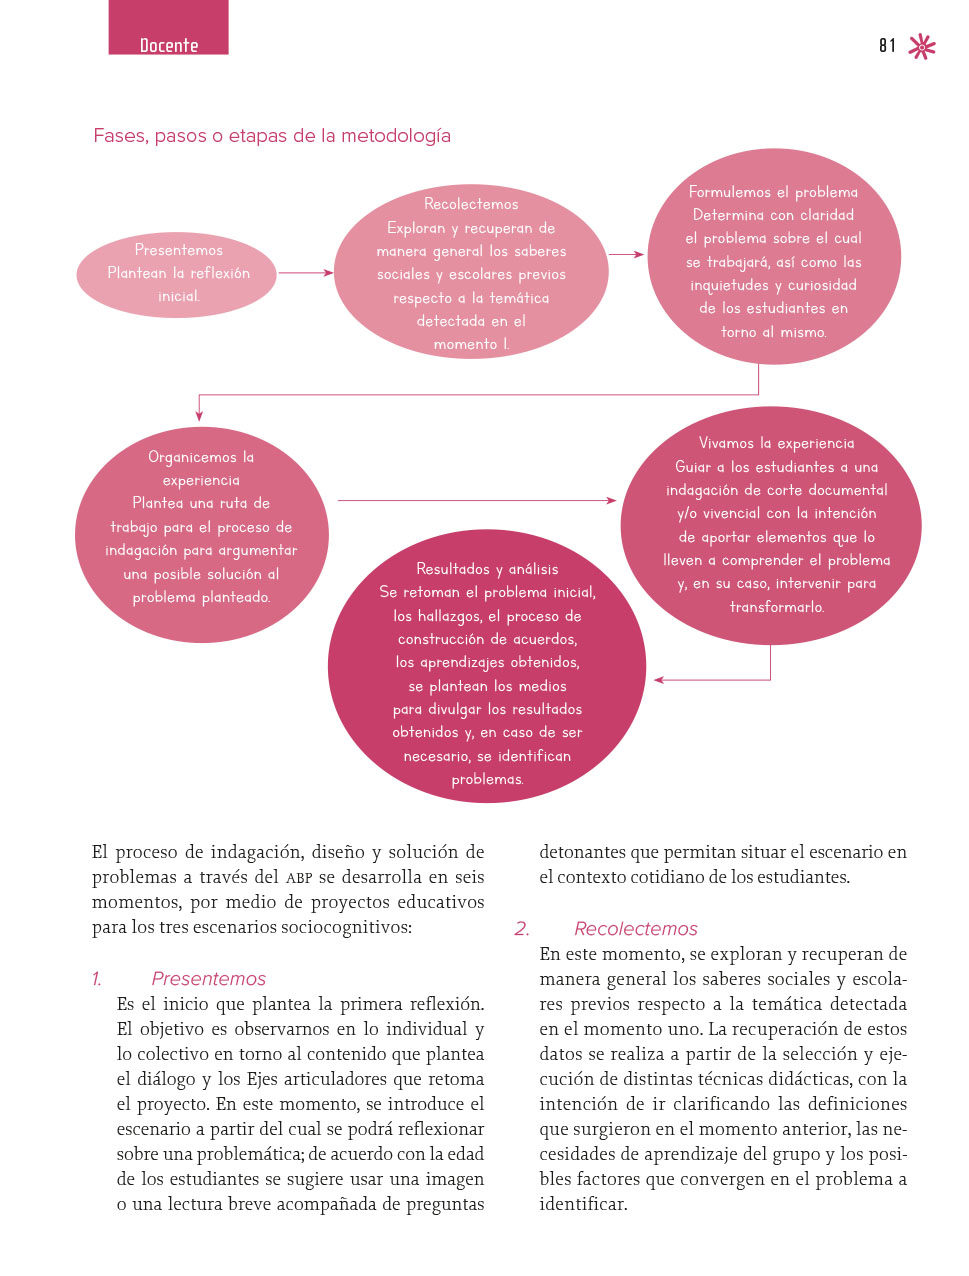 Docente
81
Fases, pasos o etapas de la metodología
Presentemos
Plantean la reflexión
inicial.
Recolectemos
Exploran y recuperan de
manera general los saberes
sociales y escolares previos
respecto a la temática
detectada en el
momento I.
Formulemos el problema
Determina con claridad
el problema sobre el cual
se trabajará, así como las
inquietudes y curiosidad
de los estudiantes en
torno al mismo.
Organicemos la
experiencia
Plantea una ruta de
trabajo para el proceso de
indagación para argumentar
una posible solución al
problema planteado.
Vivamos la experiencia
Guiar a los estudiantes a una
indagación de corte documental
y/o vivencial con la intención
de aportar elementos que lo
lleven a comprender el problema
y, en su caso, intervenir para
transformarlo.
Resultados y análisis
Se retoman el problema inicial,
los hallazgos, el proceso de
construcción de acuerdos,
los aprendizajes obtenidos,
se plantean los medios
para divulgar los resultados
obtenidos y, en caso de ser
necesario, se identifican
problemas.
El proceso de indagación, diseño y solución de
problemas a través del ABP se desarrolla en seis
momentos, por medio de proyectos educativos
para los tres escenarios sociocognitivos:
1. Presentemos
Es el inicio que plantea la primera reflexión.
El objetivo es observarnos en lo individual y
lo colectivo en torno al contenido que plantea
el diálogo y los Ejes articuladores que retoma
el proyecto. En este momento, se introduce el
escenario a partir del cual se podrá reflexionar
sobre una problemática; de acuerdo con la edad
de los estudiantes se sugiere usar una imagen
o una lectura breve acompañada de preguntas
detonantes que permitan situar el escenario en
el contexto cotidiano de los estudiantes.
2. Recolectemos
En este momento, se exploran y recuperan de
manera general los saberes sociales y escola-
res previos respecto a la temática detectada
en el momento uno. La recuperación de estos
datos se realiza a partir de la selección y eje-
cución de distintas técnicas didácticas, con la
intención de ir clarificando las definiciones
que surgieron en el momento anterior, las ne-
cesidades de aprendizaje del grupo y los posi-
bles factores que convergen en el problema a
identificar.